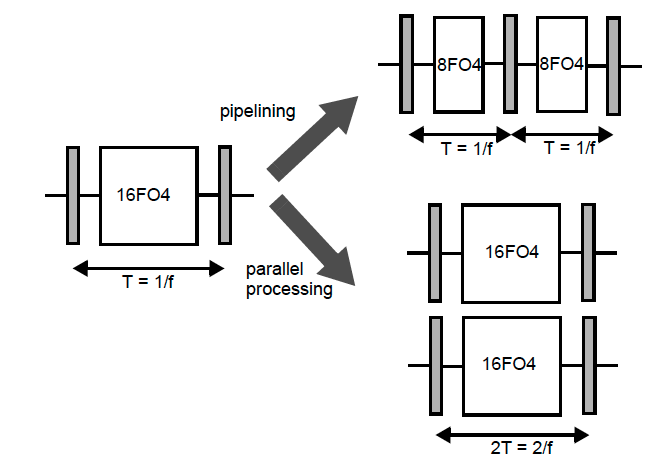 pipelining
8FO4
8FO4
T = 1/f
T = 1/f
16FO4
T = 1/f
parallel
processing
16FO4
16FO4
2T = 2/f